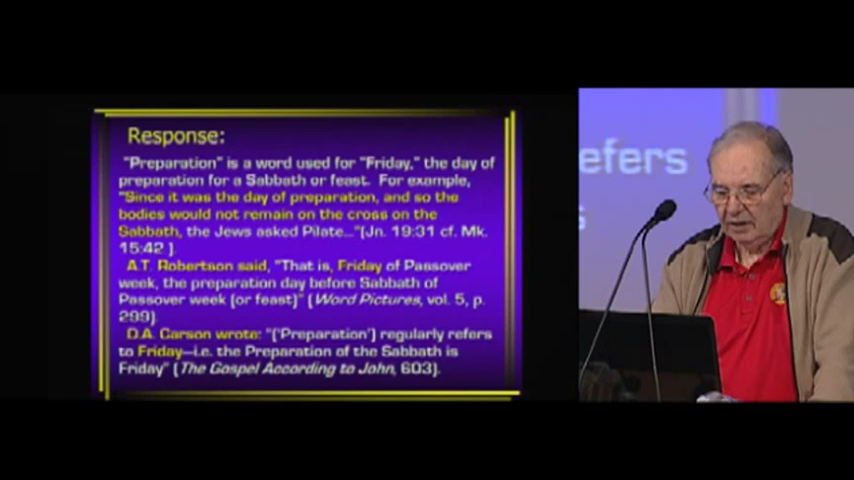 Response:
"Preparation" is a word used for "Friday," the day of
preparation for a Sabbath or feast. For example,
"Since it was the day of preparation, and so the
bodies would not remain on the cross on the
Sabbath, the Jews asked Pilate..."(Jn. 19:31 cf. Mk.
15:42 ).
A.T. Robertson said, "That is, Friday of Passover
week, the preparation day before Sabbath of
Passover week (or feast)" (Word Pictures, vol. 5, p.
299).
D.A. Carson wrote: "('Preparation') regularly refers
to Friday—i.e. the Preparation of the Sabbath is
Friday" (The Gospel According to John, 603).
efers
s